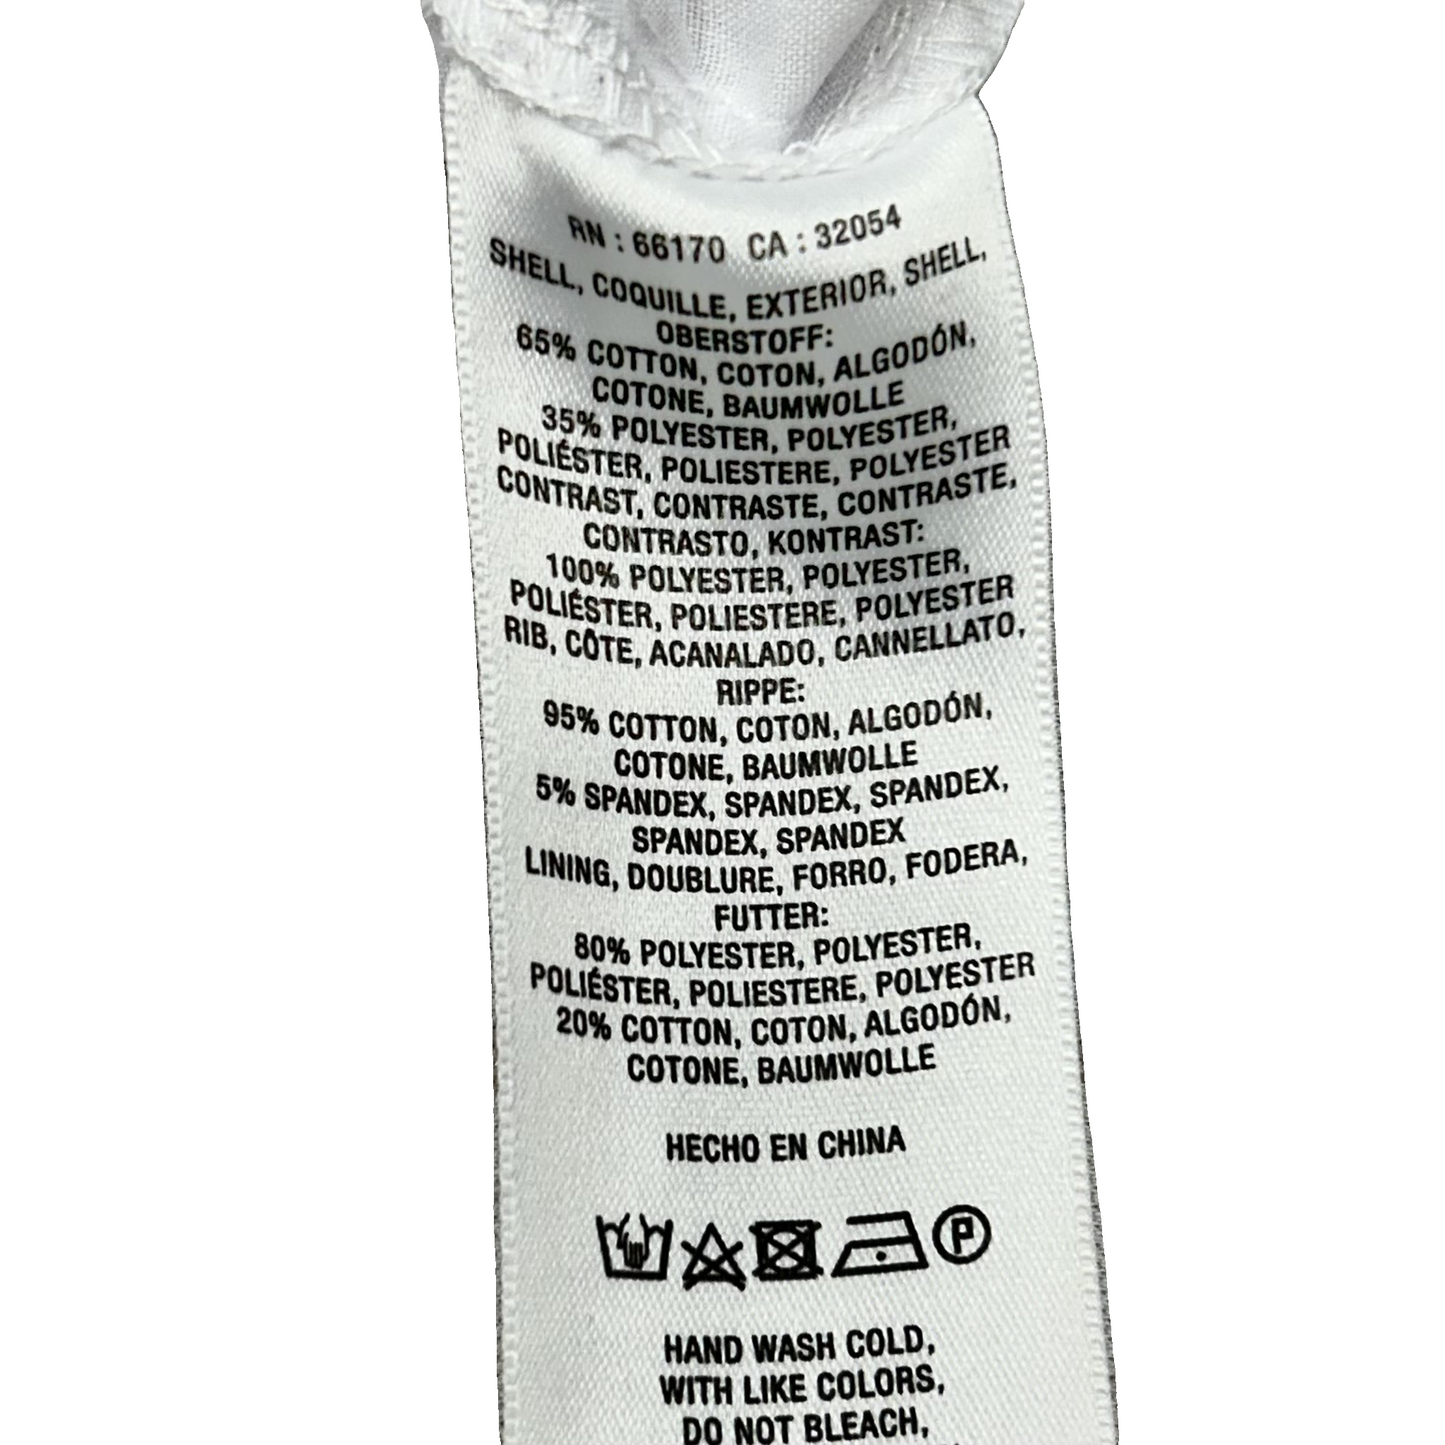 RN : 66170 CA : 32054
SHELL, COQUILLE, EXTERIOR, SHELL,
OBERSTOFF:
65% COTTON, COTON, ALGODÓN,
COTONE, BAUMWOLLE
35% POLYESTER, POLYESTER,
POLIÉSTER, POLIESTERE, POLYESTER
CONTRAST, CONTRASTE, CONTRASTE,
CONTRASTO, KONTRAST:
100% POLYESTER, POLYESTER,
POLIÉSTER, POLIESTERE, POLYESTER
RIB, CÔTE, ACANALADO, CANNELLATO,
RIPPE:
95% COTTON, COTON, ALGODÓN,
COTONE, BAUMWOLLE
5% SPANDEX, SPANDEX, SPANDEX,
SPANDEX, SPANDEX
LINING, DOUBLURE, FORRO, FODERA,
FUTTER:
80% POLYESTER, POLYESTER,
POLIÉSTER, POLIESTERE, POLYESTER
20% COTTON, COTON, ALGODÓN,
COTONE, BAUMWOLLE
HECHO EN CHINA
P
HAND WASH COLD,
WITH LIKE COLORS,
DO NOT BLEACH,